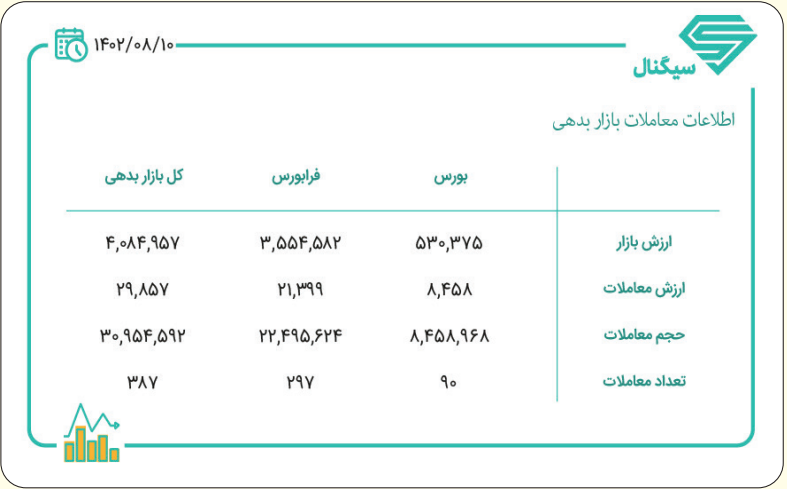 سیگنال
۱۴۰۲/۰۸/۱۰
اطلاعات معاملات بازار بدهی
بورس فرابورس کل بازار بدهی
ارزش بازار ۵۳۰,۳۷۵ ۳,۵۵۴,۵۸۲ ۴,۰۸۴,۹۵۷
ارزش معاملات ۸,۴۵۸ ۲۱,۳۹۹ ۲۹,۸۵۷
حجم معاملات ۸,۴۵۸,۹۶۸ ۲۲,۴۹۵,۶۲۴ ۳۰,۹۵۴,۵۹۲
تعداد معاملات ۹۰ ۲۹۷ ۳۸۷